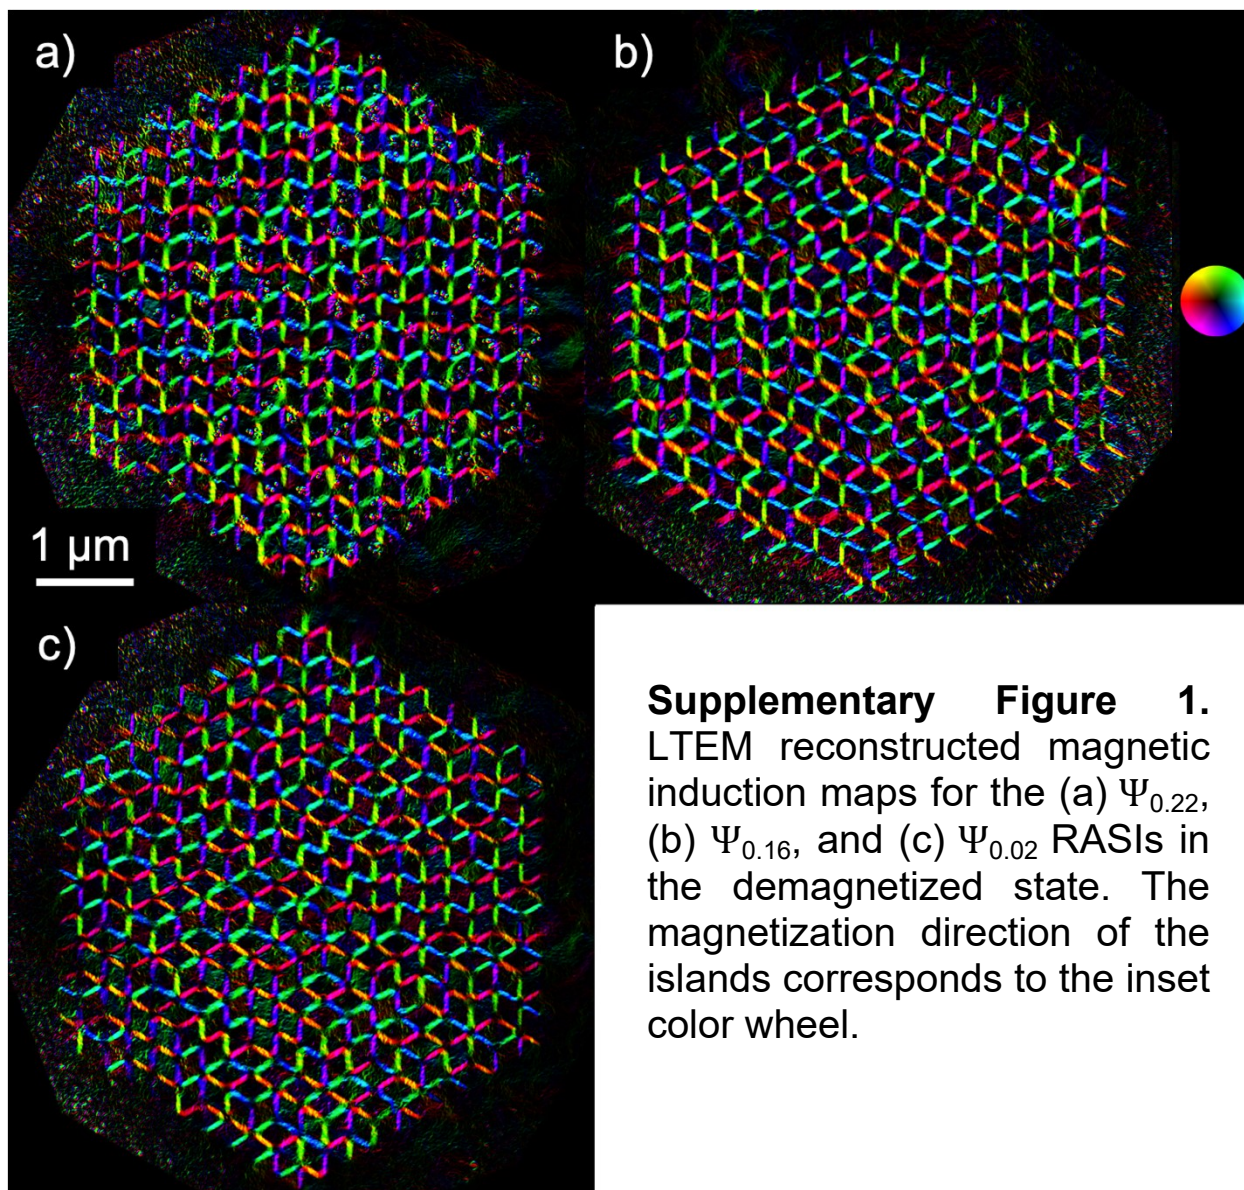 a)
b)
1 μm
c)
Supplementary Figure 1.
LTEM reconstructed magnetic
induction maps for the (a) Ψ0.22,
(b) Ψ0.16, and (c) Ψ0.02 RASIs in
the demagnetized state. The
magnetization direction of the
islands corresponds to the inset
color wheel.